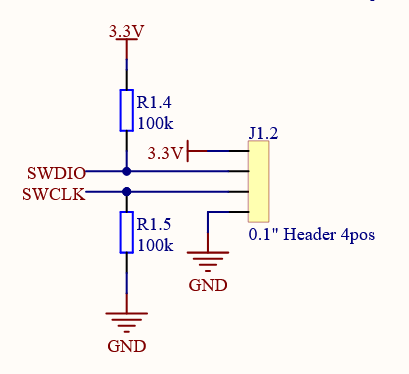 3.3V
R1.4
100k
J1.2
3.3V
SWDIO
SWCLK
R1.5
100k
0.1" Header 4pos
GND
GND